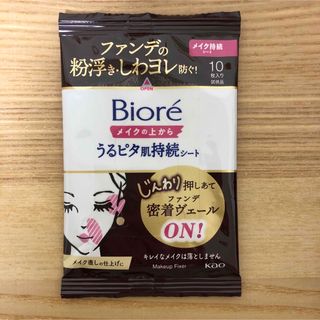 ファンデの
粉浮き・しわヨレ防ぐ!
メイク持続
シート
10
枚入り
試供品
OPEN
Bioré
メイクの上から
うるピタ肌持続シート
じんわり押しあて
ファンデ
密着ヴェール
ON!
メイク直しの仕上げに
キレイなメイクは落としません
Makeup Fixer
Kao